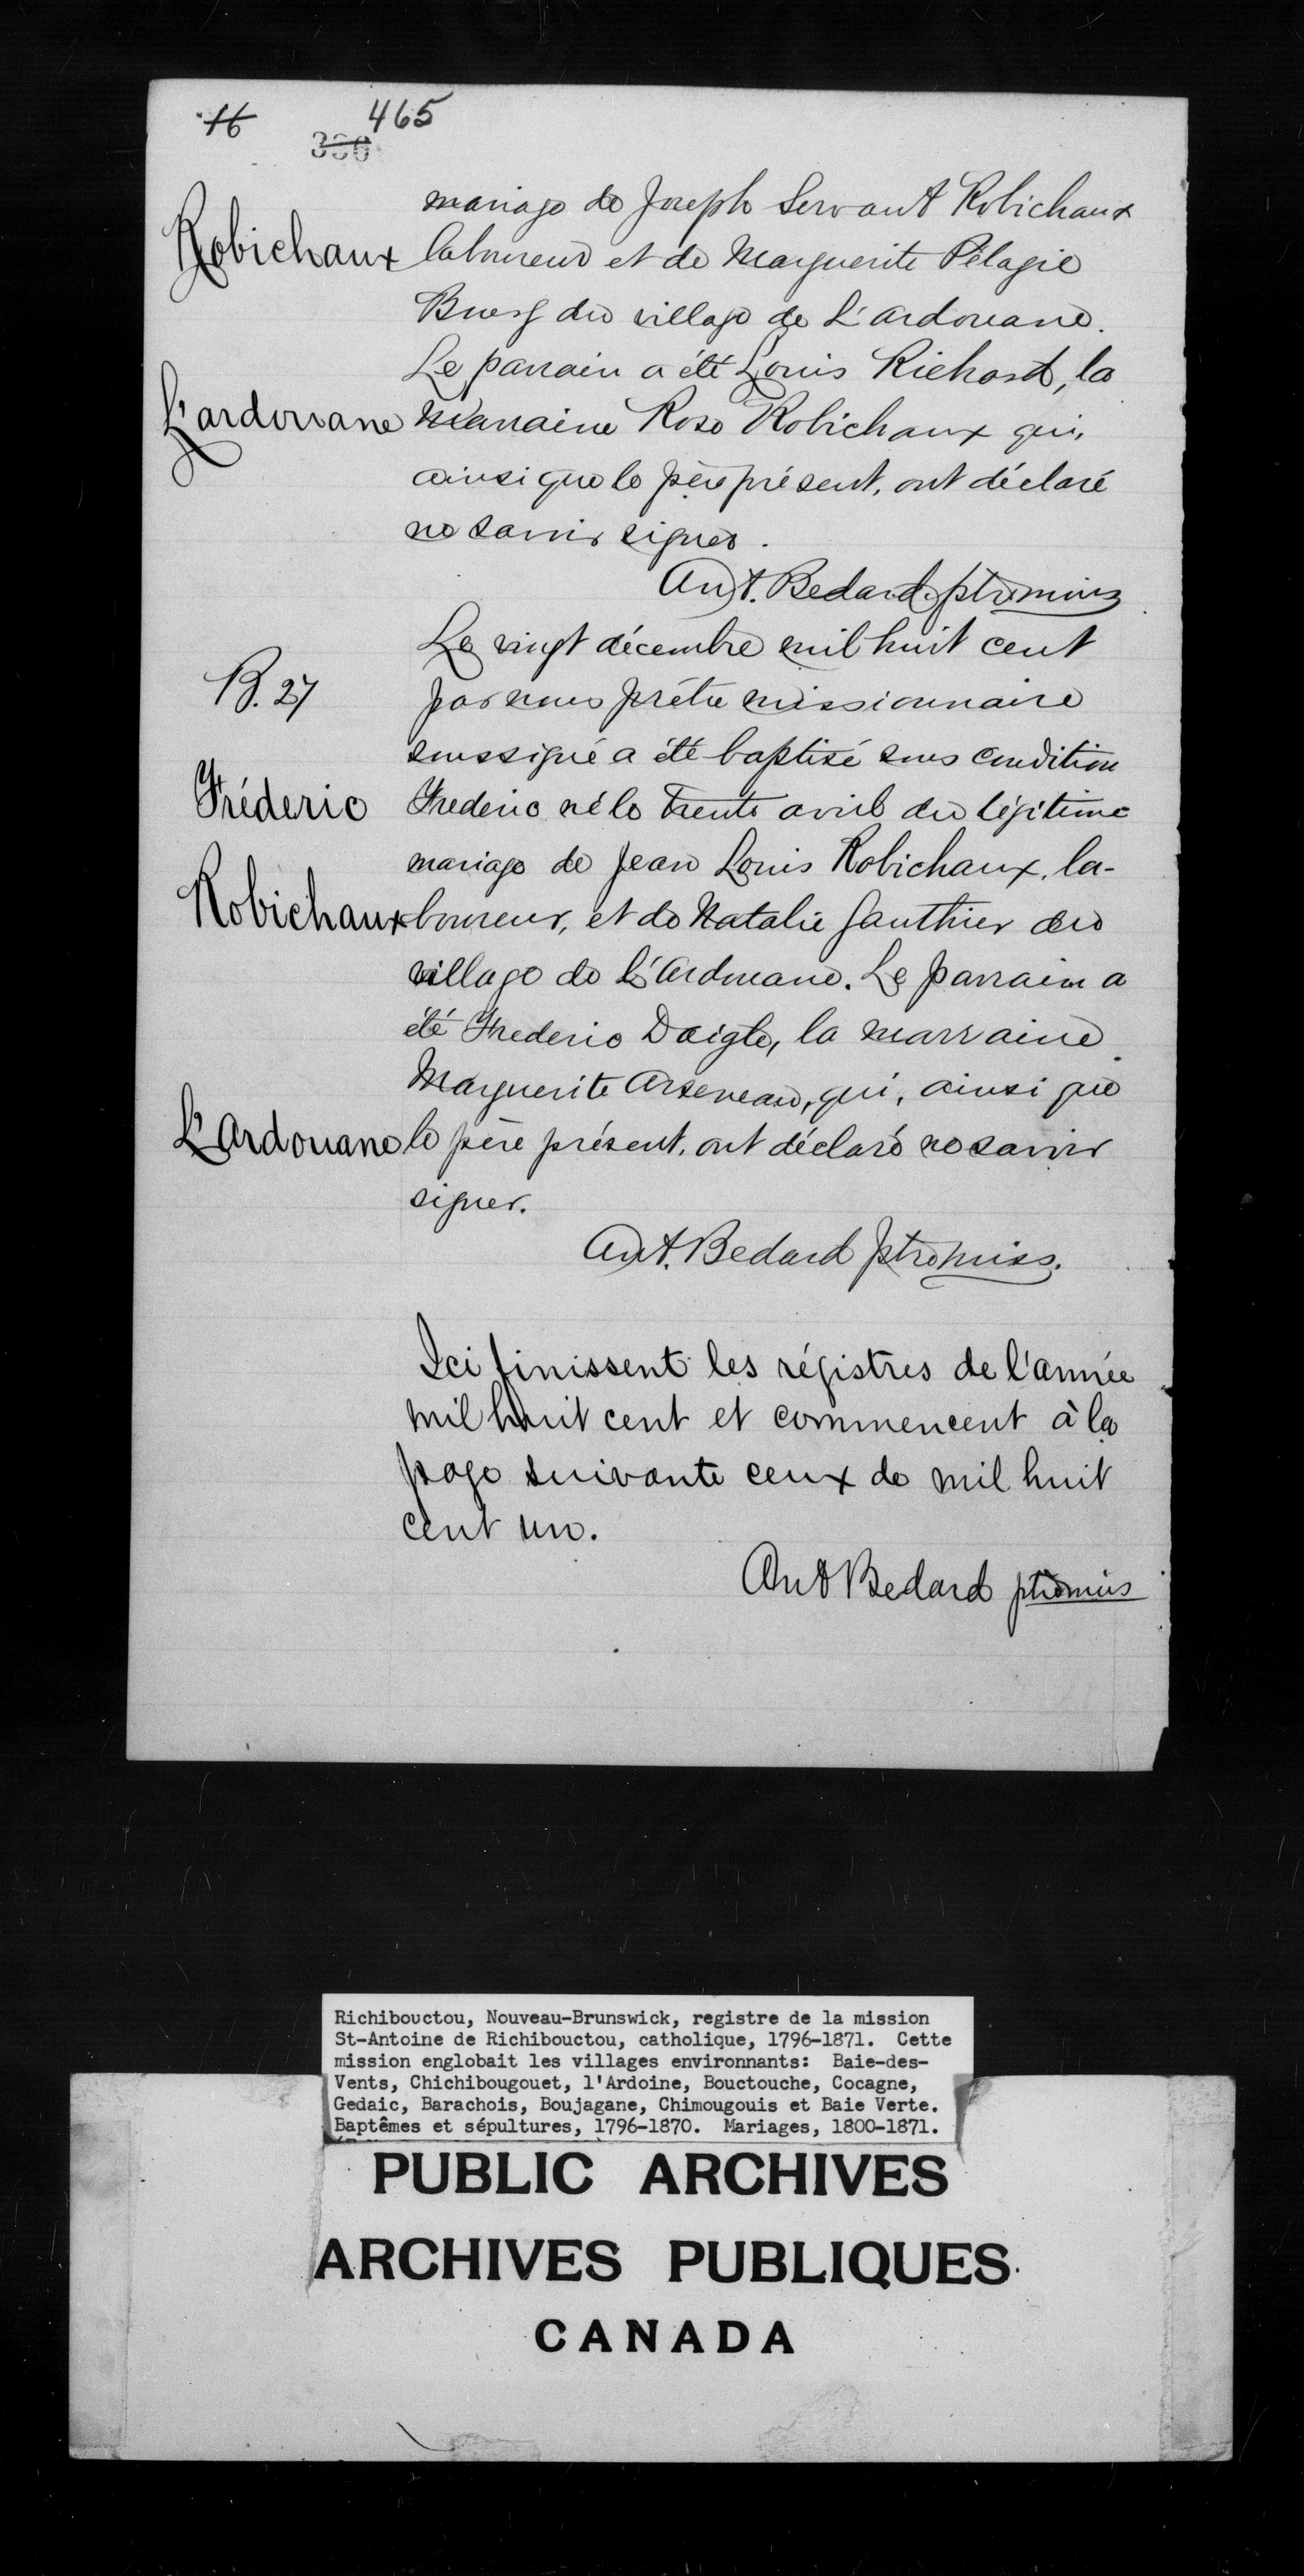 16
465
330
mariage de Joseph Servant Robichaux
Robichaux
laboureur et de Marguerite Pélagie
Bourg du village de L'ardouane.
Le parrain a été Louis Richard, la
L'ardouane
marraine Rose Robichaux qui,
ainsi que le père présent, ont déclaré
ne savoir signer.
Ant. Bedard ptre miss
Le vingt décembre mil huit cent
B. 27
par nous prêtre missionnaire
soussigné a été baptisé sous condition
Fréderic
Frederic né le trente avril du légitime
mariage de Jean Louis Robichaux, la-
Robichaux
boureur, et de Natalie Gauthier du
village de L'Ardouane. Le parrain a
été Frederic Daigle, la marraine
Marguerite Arseneau, qui, ainsi que
L'Ardouane
le père présent, ont déclaré ne savoir
signer.
Ant. Bedard ptre miss.
Ici finissent les régistres de l'année
mil huit cent et commencent à la
page suivante ceux de mil huit
cent un.
Ant Bedard ptre mis
Richibouctou, Nouveau-Brunswick, registre de la mission
St-Antoine de Richibouctou, catholique, 1796-1871. Cette
mission englobait les villages environnants: Baie-des-
Vents, Chichibougouet, l'Ardoine, Bouctouche, Cocagne,
Gedaic, Barachois, Boujagane, Chimougouis et Baie Verte.
Baptêmes et sépultures, 1796-1870. Mariages, 1800-1871.
PUBLIC ARCHIVES
ARCHIVES PUBLIQUES
CANADA